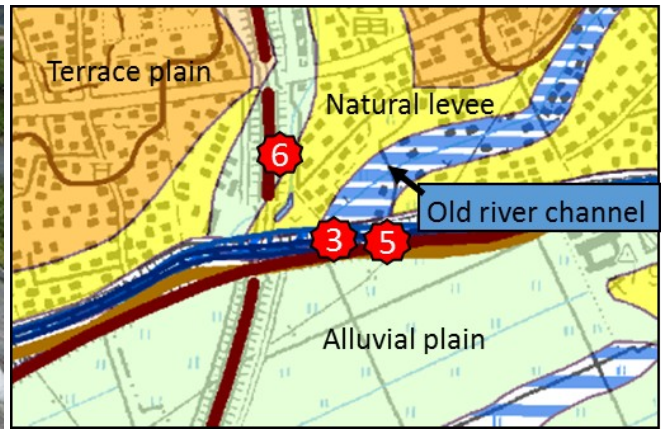 Terrace plain
Natural levee
6
Old river channel
3
5
Alluvial plain